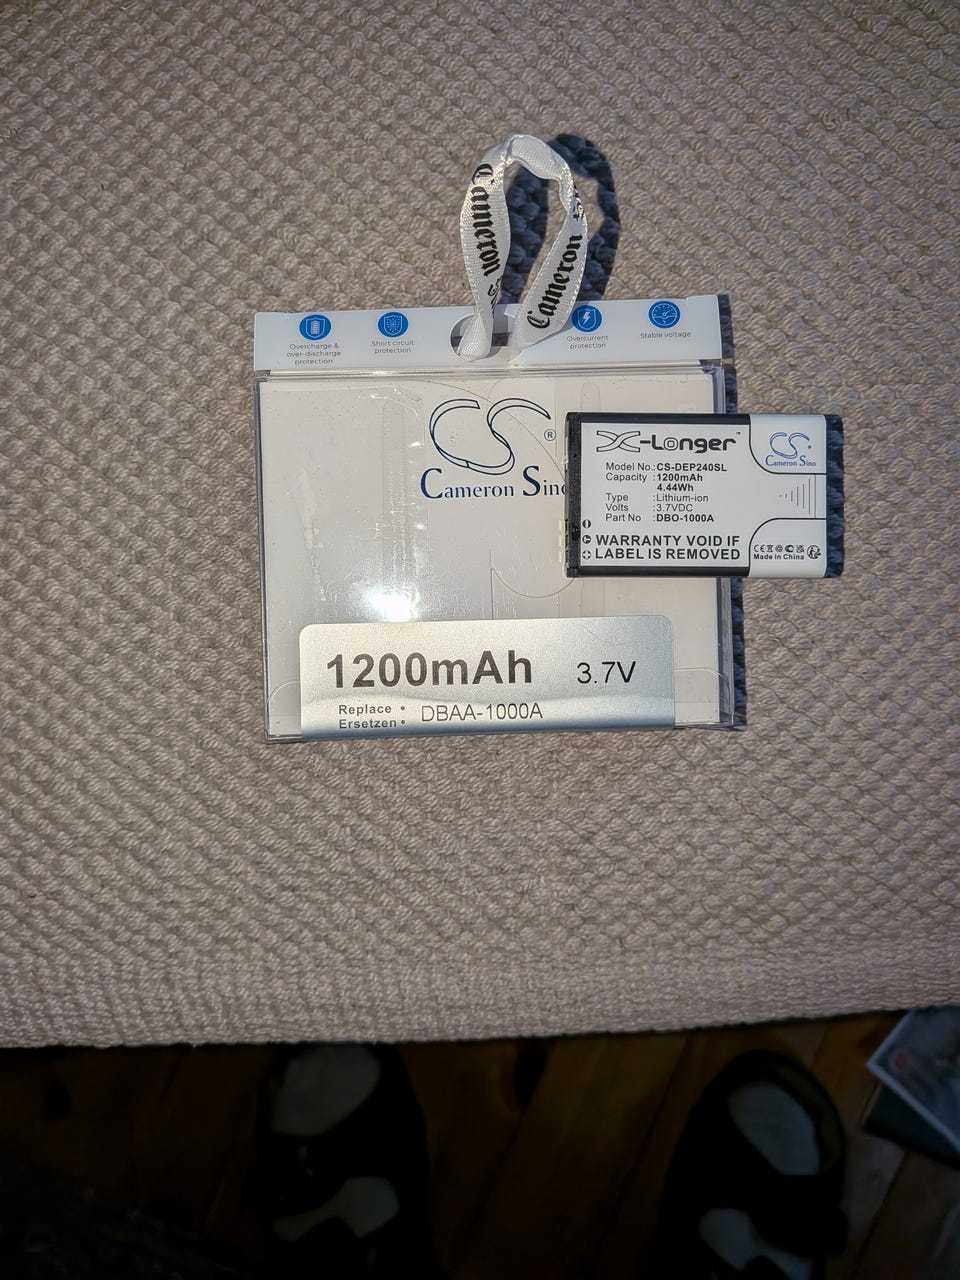 Cameron
Cameron
Overcharge &
over-discharge
protection
Short circuit
protection
Overcurrent
protection
Stable voltage
CS®
Cameron Sino
X-Longer™
CS
Cameron Sino
Model No.:CS-DEP240SL
Capacity :1200mAh
4.44Wh
Type :Lithium-ion
Volts :3.7VDC
Part No :DBO-1000A
WARRANTY VOID IF
LABEL IS REMOVED
Made in China
1200mAh 3.7V
Replace •
Ersetzen • DBAA-1000A